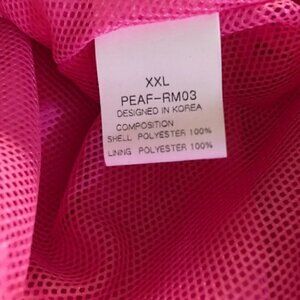 XXL
PEAF-RM03
DESIGNED IN KOREA
COMPOSITION
SHELL POLYESTER 100%
LINING POLYESTER 100%